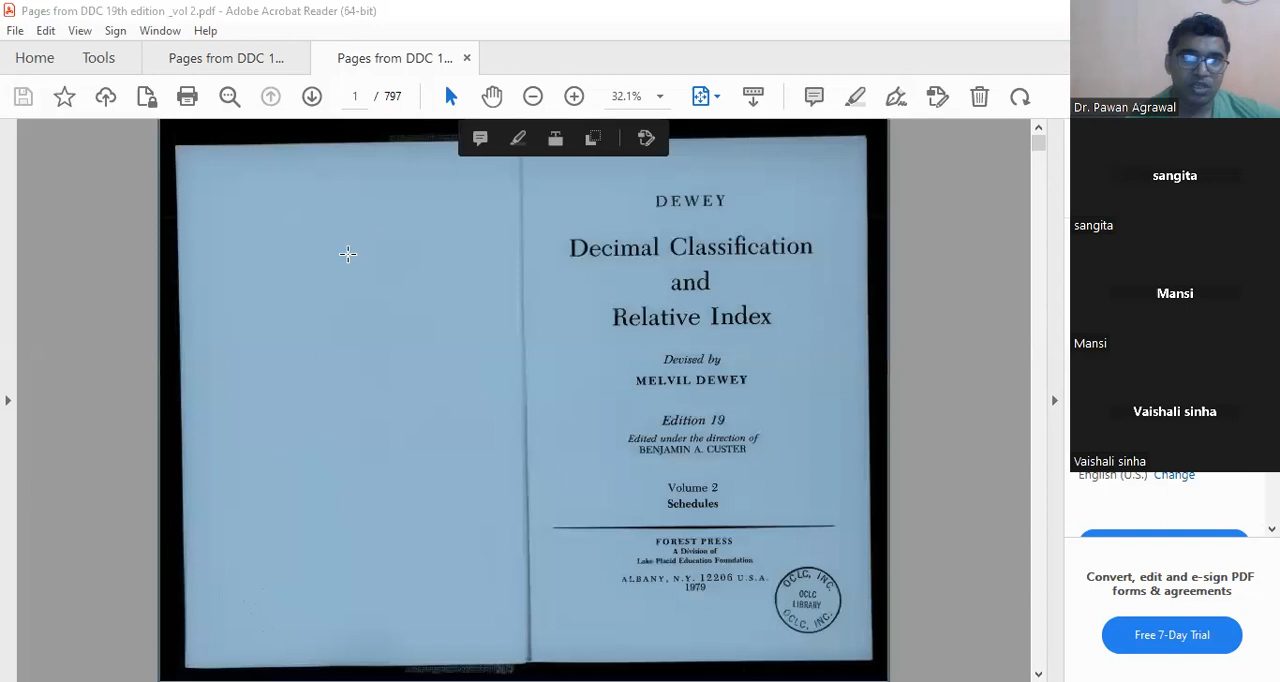 Pages from DDC 19th edition _vol 2.pdf - Adobe Acrobat Reader (64-bit)
File Edit View Sign Window Help
Home Tools Pages from DDC 1... Pages from DDC 1... ×
1 / 797 32.1%
DEWEY
Decimal Classification
and
Relative Index
Devised by
MELVIL DEWEY
Edition 19
Edited under the direction of
BENJAMIN A. CUSTER
Volume 2
Schedules
FOREST PRESS
A Division of
Lake Placid Education Foundation
ALBANY, N.Y. 12206 U.S.A.
1979
OCLC, INC.
OCLC
LIBRARY
OCLC, INC.
Dr. Pawan Agrawal
sangita
sangita
Mansi
Mansi
Vaishali sinha
Vaishali sinha
English (U.S.) Change
Convert, edit and e-sign PDF
forms & agreements
Free 7-Day Trial